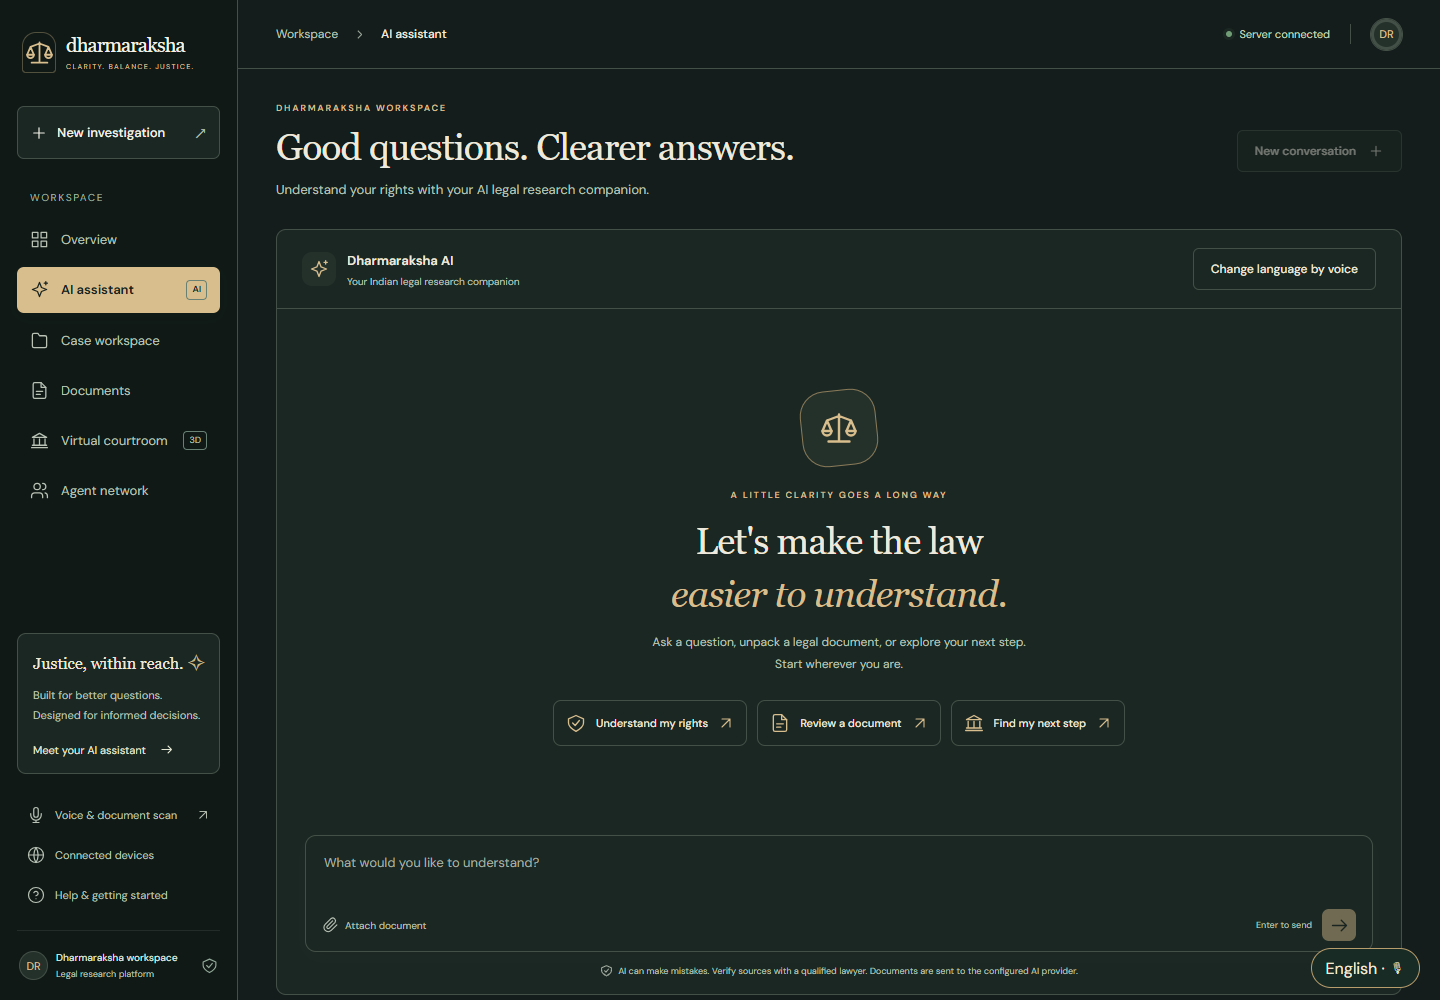 dharmaraksha
CLARITY. BALANCE. JUSTICE.
New investigation
WORKSPACE
Overview
AI assistant
AI
Case workspace
Documents
Virtual courtroom
3D
Agent network
Justice, within reach.
Built for better questions.
Designed for informed decisions.
Meet your AI assistant
Voice & document scan
Connected devices
Help & getting started
DR
Dharmaraksha workspace
Legal research platform
Workspace
AI assistant
Server connected
DR
DHARMARAKSHA WORKSPACE
Good questions. Clearer answers.
Understand your rights with your AI legal research companion.
New conversation
Dharmaraksha AI
Your Indian legal research companion
Change language by voice
A LITTLE CLARITY GOES A LONG WAY
Let's make the law
easier to understand.
Ask a question, unpack a legal document, or explore your next step.
Start wherever you are.
Understand my rights
Review a document
Find my next step
What would you like to understand?
Attach document
Enter to send
AI can make mistakes. Verify sources with a qualified lawyer. Documents are sent to the configured AI provider.
English ·